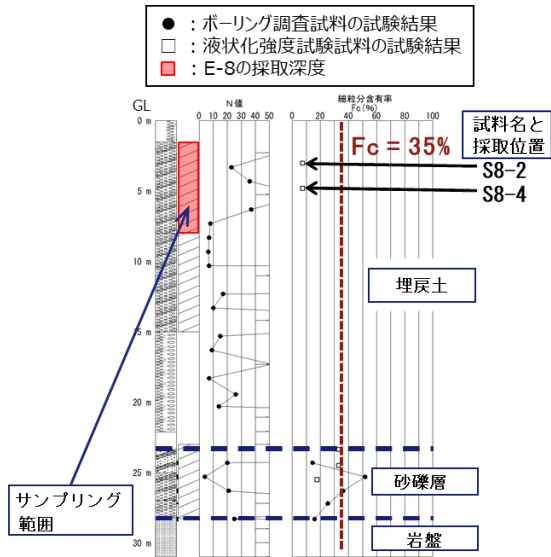 ● : ボーリング調査試料の試験結果
□ : 液状化強度試験試料の試験結果
: E-8の採取深度
GL
N値
0 10 20 30 40 50
細粒分含有率
Fc(%)
0 20 40 60 80 100
試料名と
採取位置
Fc = 35%
S8-2
S8-4
0 m
5 m
10 m
15 m
20 m
25 m
30 m
埋戻土
砂礫層
岩盤
サンプリング
範囲